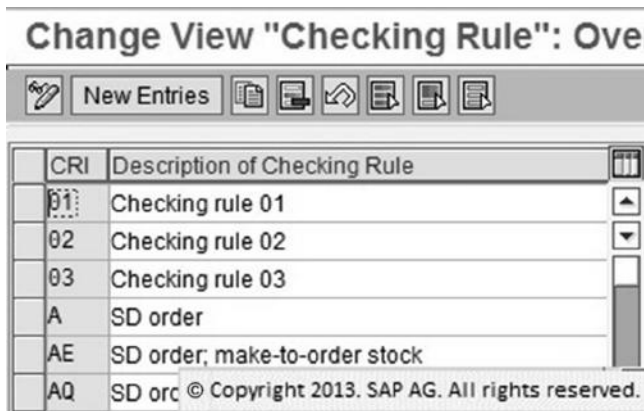 Change View "Checking Rule": Ove
New Entries
CRI Description of Checking Rule
01 Checking rule 01
02 Checking rule 02
03 Checking rule 03
A SD order
AE SD order; make-to-order stock
AQ SD
© Copyright 2013. SAP AG. All rights reserved.